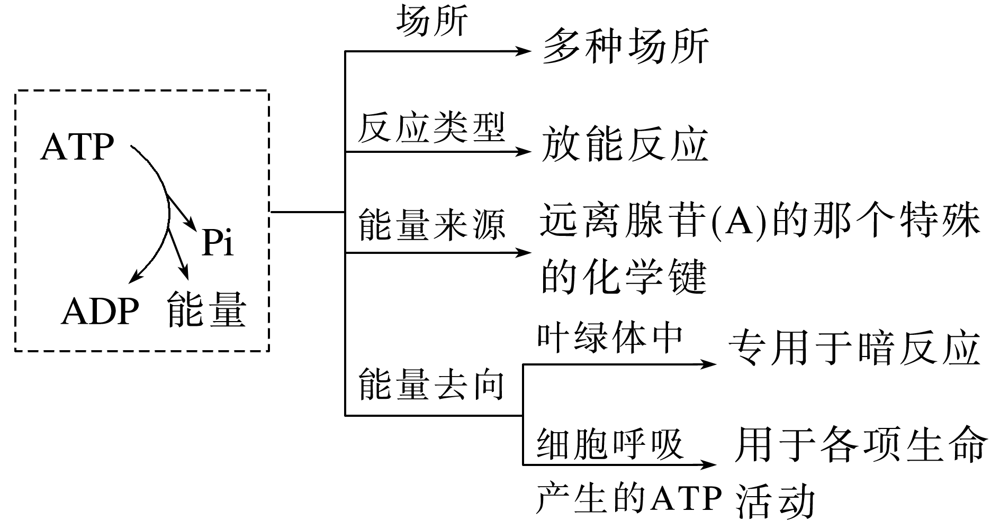 ATP
Pi
ADP 能量
场所
多种场所
反应类型
放能反应
能量来源
远离腺苷(A)的那个特殊
的化学键
能量去向
叶绿体中
专用于暗反应
细胞呼吸
产生的ATP
用于各项生命
活动